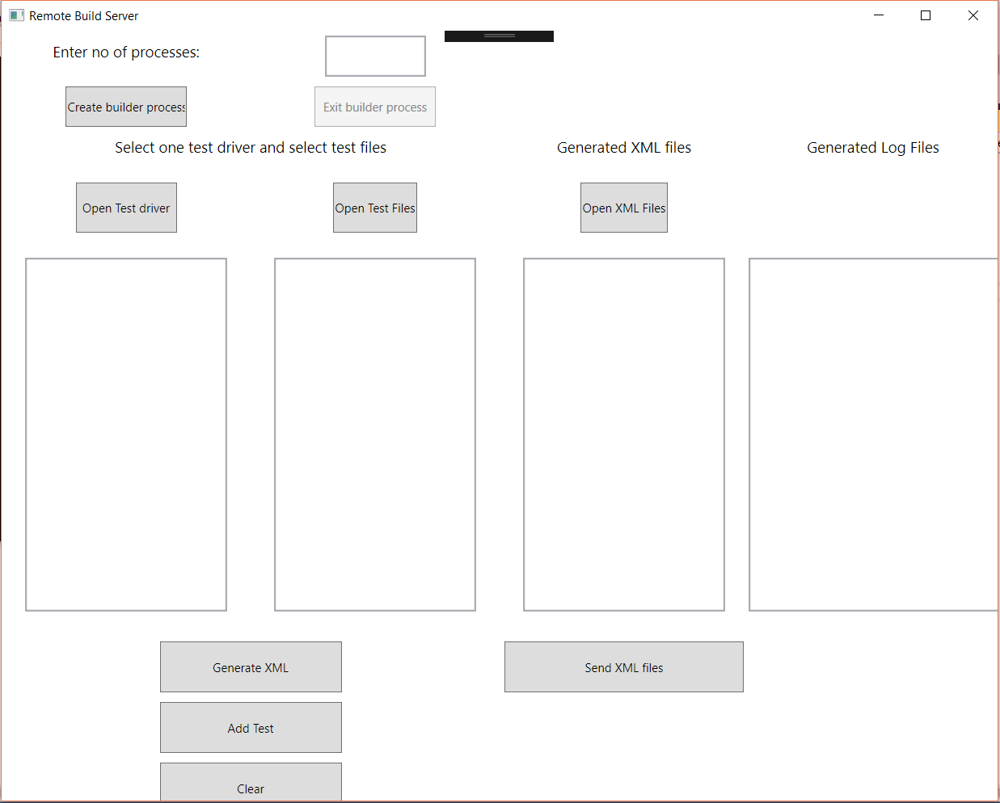 Remote Build Server
Enter no of processes:
Create builder process
Exit builder process
Select one test driver and select test files
Generated XML files
Generated Log Files
Open Test driver
Open Test Files
Open XML Files
Generate XML
Send XML files
Add Test
Clear